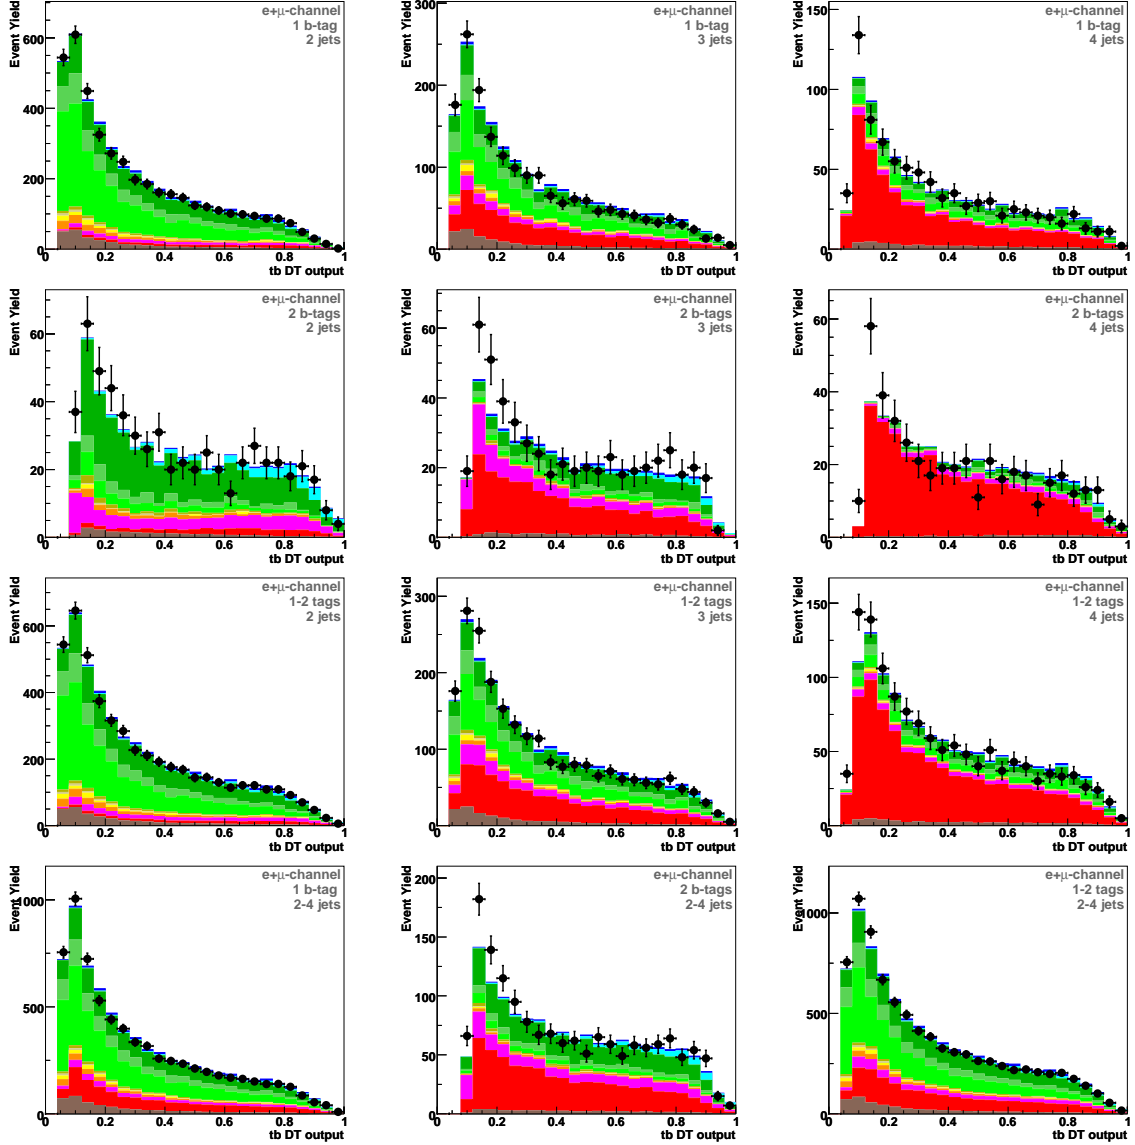 Event Yield
e+μ-channel
1 b-tag
2 jets
600
400
200
0
0 0.2 0.4 0.6 0.8 1
tb DT output
Event Yield
e+μ-channel
1 b-tag
3 jets
300
200
100
0
0 0.2 0.4 0.6 0.8 1
tb DT output
Event Yield
e+μ-channel
1 b-tag
4 jets
150
100
50
0
0 0.2 0.4 0.6 0.8 1
tb DT output
Event Yield
e+μ-channel
2 b-tags
2 jets
60
40
20
0
0 0.2 0.4 0.6 0.8 1
tb DT output
Event Yield
e+μ-channel
2 b-tags
3 jets
60
40
20
0
0 0.2 0.4 0.6 0.8 1
tb DT output
Event Yield
e+μ-channel
2 b-tags
4 jets
60
40
20
0
0 0.2 0.4 0.6 0.8 1
tb DT output
Event Yield
e+μ-channel
1-2 tags
2 jets
600
400
200
0
0 0.2 0.4 0.6 0.8 1
tb DT output
Event Yield
e+μ-channel
1-2 tags
3 jets
300
200
100
0
0 0.2 0.4 0.6 0.8 1
tb DT output
Event Yield
e+μ-channel
1-2 tags
4 jets
150
100
50
0
0 0.2 0.4 0.6 0.8 1
tb DT output
Event Yield
e+μ-channel
1 b-tag
2-4 jets
1000
500
0
0 0.2 0.4 0.6 0.8 1
tb DT output
Event Yield
e+μ-channel
2 b-tags
2-4 jets
200
150
100
50
0
0 0.2 0.4 0.6 0.8 1
tb DT output
Event Yield
e+μ-channel
1-2 tags
2-4 jets
1000
500
0
0 0.2 0.4 0.6 0.8 1
tb DT output